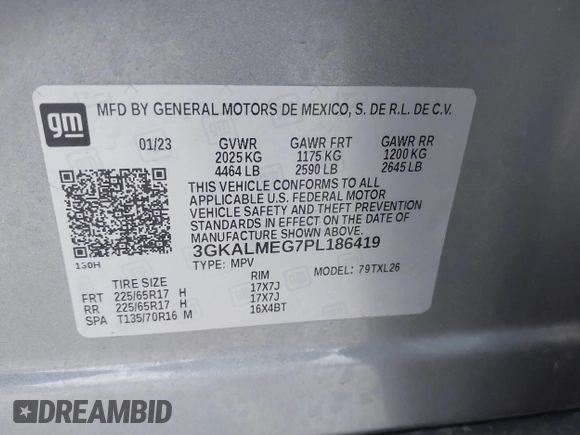 gm
MFD BY GENERAL MOTORS DE MEXICO, S. DE R.L. DE C.V.
01/23 GVWR GAWR FRT GAWR RR
2025 KG 1175 KG 1200 KG
4464 LB 2590 LB 2645 LB
THIS VEHICLE CONFORMS TO ALL
APPLICABLE U.S. FEDERAL MOTOR
VEHICLE SAFETY AND THEFT PREVENTION
STANDARDS IN EFFECT ON THE DATE OF
MANUFACTURE SHOWN ABOVE.
3GKALMEG7PL186419
130H TYPE: MPV MODEL: 79TXL26
TIRE SIZE RIM
FRT 225/65R17 H 17X7J
RR 225/65R17 H 17X7J
SPA T135/70R16 M 16X4BT
DREAMBID